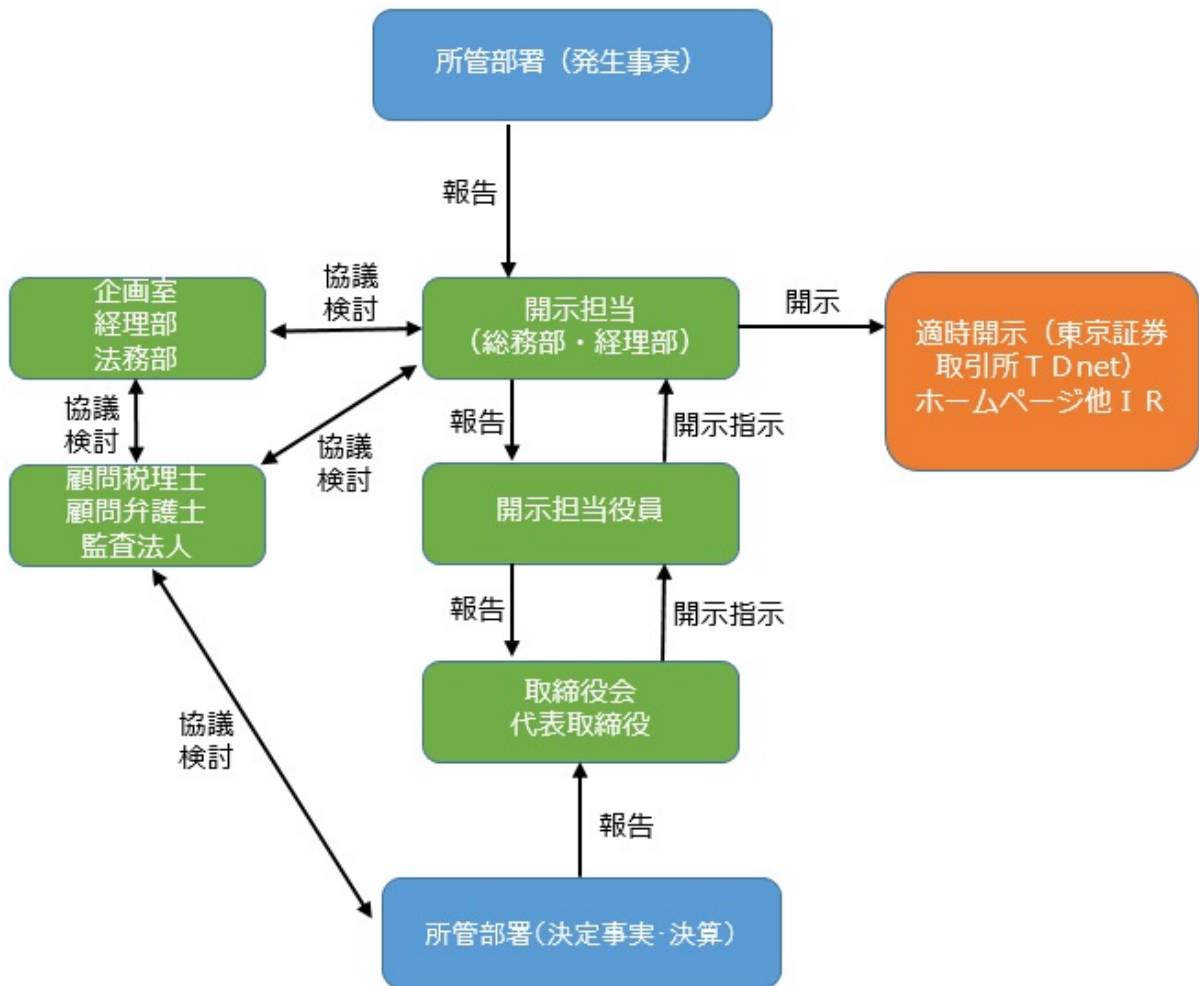 所管部署（発生事実）
報告
協議
検討
企画室
経理部
法務部
開示担当
（総務部・経理部）
開示
適時開示（東京証券
取引所ＴＤnet）
ホームページ他ＩＲ
協議
検討
協議
検討
報告
開示指示
顧問税理士
顧問弁護士
監査法人
開示担当役員
報告
開示指示
取締役会
代表取締役
協議
検討
報告
所管部署(決定事実・決算)